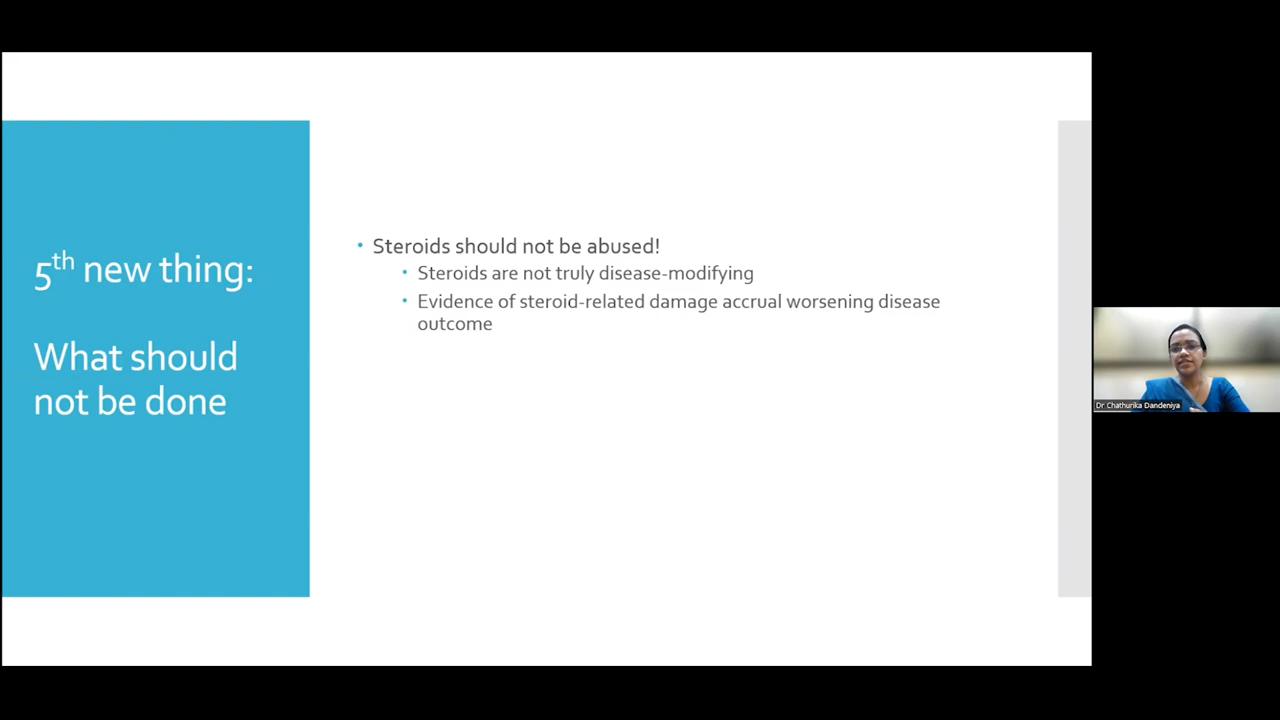 5th new thing:
What should
not be done
• Steroids should not be abused!
• Steroids are not truly disease-modifying
• Evidence of steroid-related damage accrual worsening disease
outcome
Dr Chathurika Dandeniya